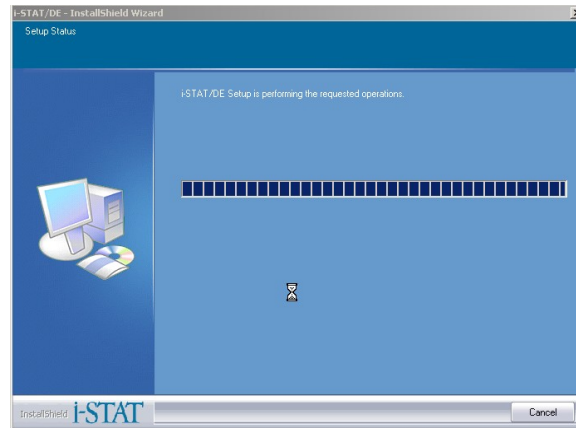 i-STAT/DE - InstallShield Wizard
Setup Status
i-STAT/DE Setup is performing the requested operations.
InstallShield i-STAT
Cancel